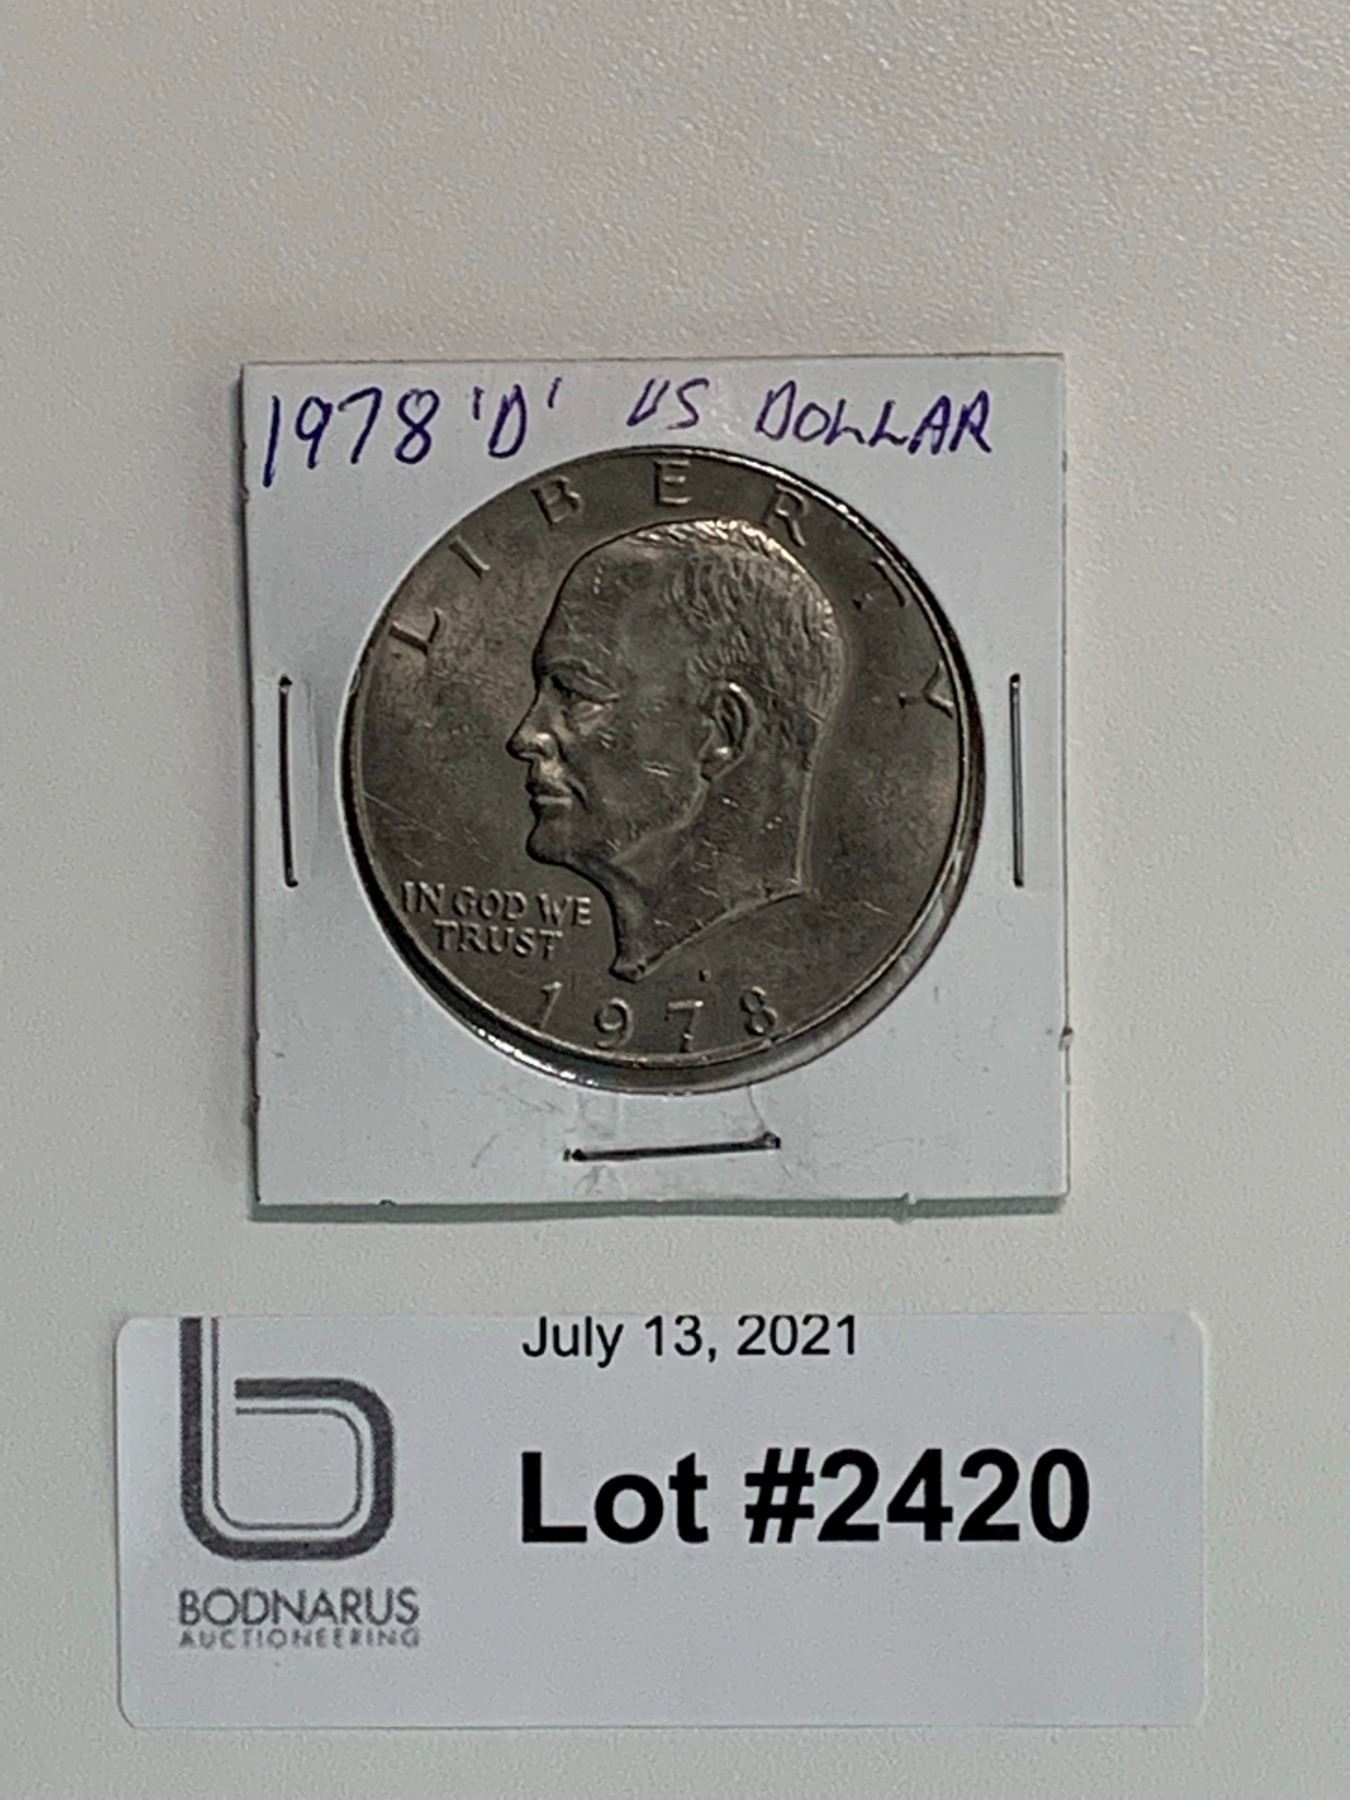 1978 'D' US DOLLAR
LIBERTY
IN GOD WE
TRUST
1978
July 13, 2021
Lot #2420
BODNARUS
AUCTIONEERING